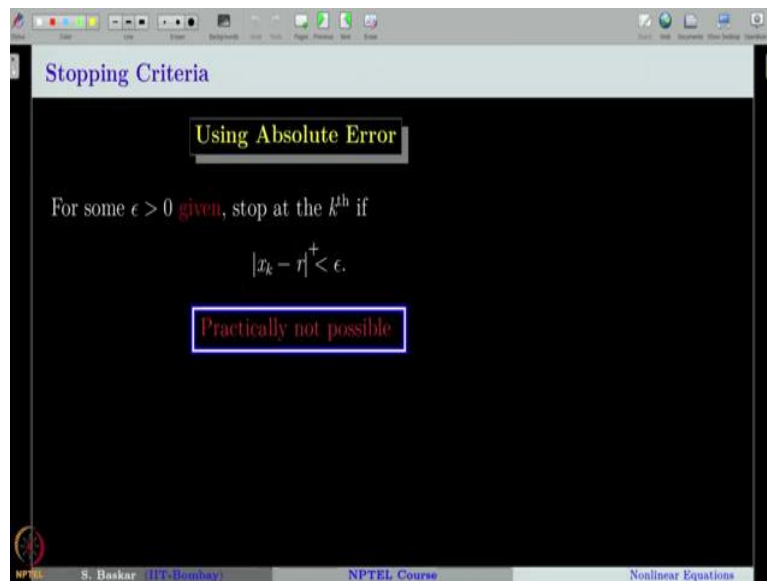 Stopping Criteria
Using Absolute Error
For some ϵ > 0 given, stop at the kᵗʰ if
|xₖ − r| < ϵ.
Practically not possible
NPTEL S. Baskar (IIT-Bombay) NPTEL Course Nonlinear Equations